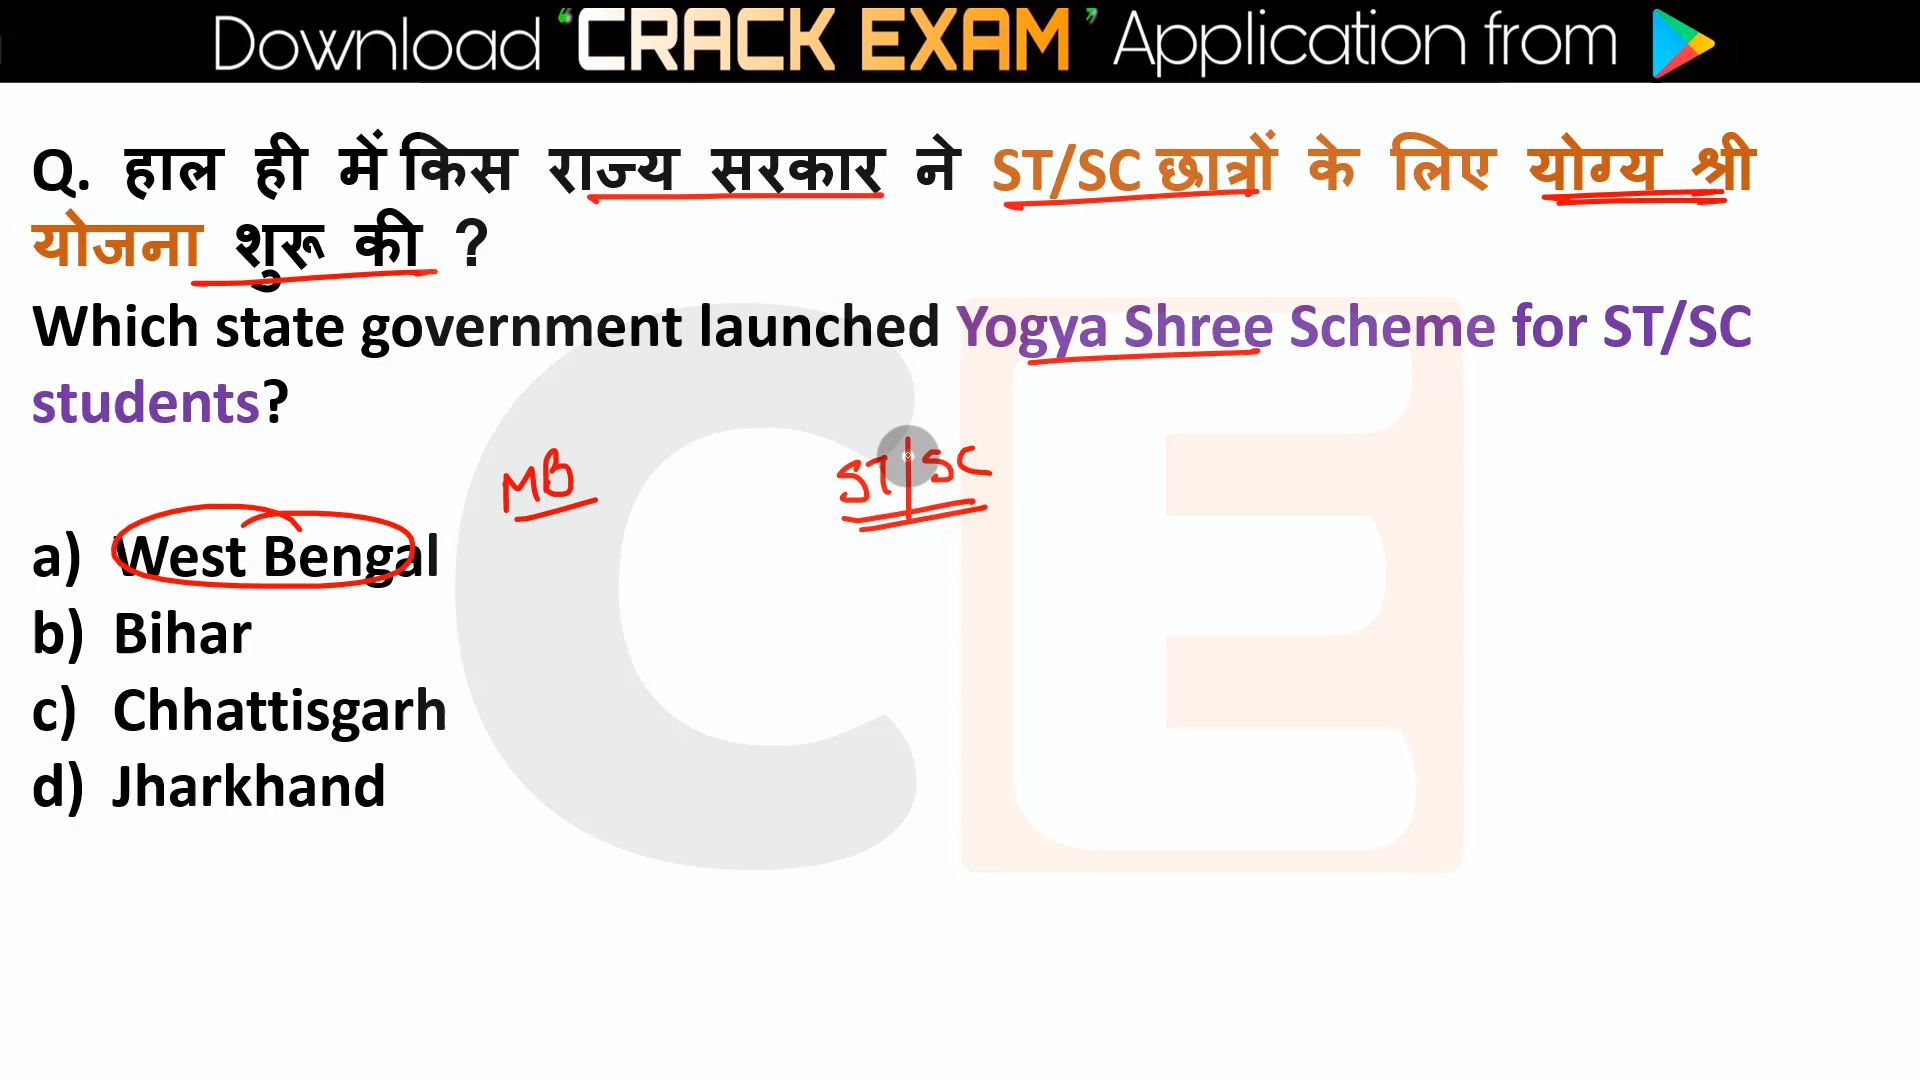 Download “CRACK EXAM” Application from
Q. हाल ही में किस राज्य सरकार ने ST/SC छात्रों के लिए योग्य श्री
योजना शुरू की ?
Which state government launched Yogya Shree Scheme for ST/SC
students?
MB ST|SC
a) West Bengal
b) Bihar
c) Chhattisgarh
d) Jharkhand
CE